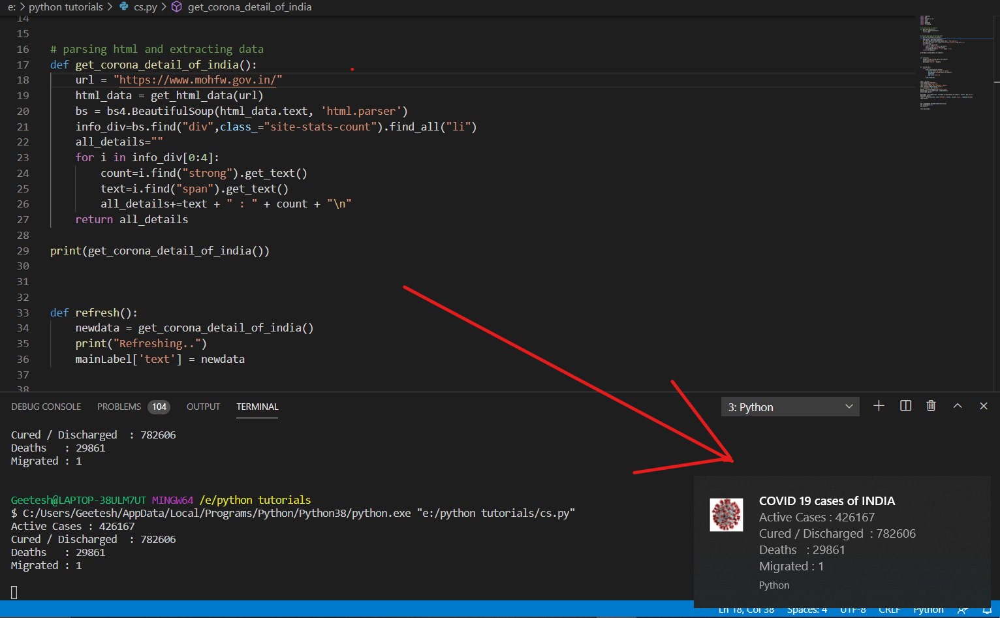 e: > python tutorials > cs.py > get_corona_detail_of_india
14
15
16 # parsing html and extracting data
17 def get_corona_detail_of_india():
18 url = "https://www.mohfw.gov.in/"
19 html_data = get_html_data(url)
20 bs = bs4.BeautifulSoup(html_data.text, 'html.parser')
21 info_div=bs.find("div",class_="site-stats-count").find_all("li")
22 all_details=""
23 for i in info_div[0:4]:
24 count=i.find("strong").get_text()
25 text=i.find("span").get_text()
26 all_details+=text + " : " + count + "\n"
27 return all_details
28
29 print(get_corona_detail_of_india())
30
31
32
33 def refresh():
34 newdata = get_corona_detail_of_india()
35 print("Refreshing..")
36 mainLabel['text'] = newdata
37
38
DEBUG CONSOLE PROBLEMS 104 OUTPUT TERMINAL 3: Python
Cured / Discharged : 782606
Deaths : 29861
Migrated : 1
Geetesh@LAPTOP-38ULM7UT MINGW64 /e/python tutorials
$ C:/Users/Geetesh/AppData/Local/Programs/Python/Python38/python.exe "e:/python tutorials/cs.py"
Active Cases : 426167
Cured / Discharged : 782606
Deaths : 29861
Migrated : 1
COVID 19 cases of INDIA
Active Cases : 426167
Cured / Discharged : 782606
Deaths : 29861
Migrated : 1
Python
Ln 18, Col 38 Spaces: 4 UTF-8 CRLF Python